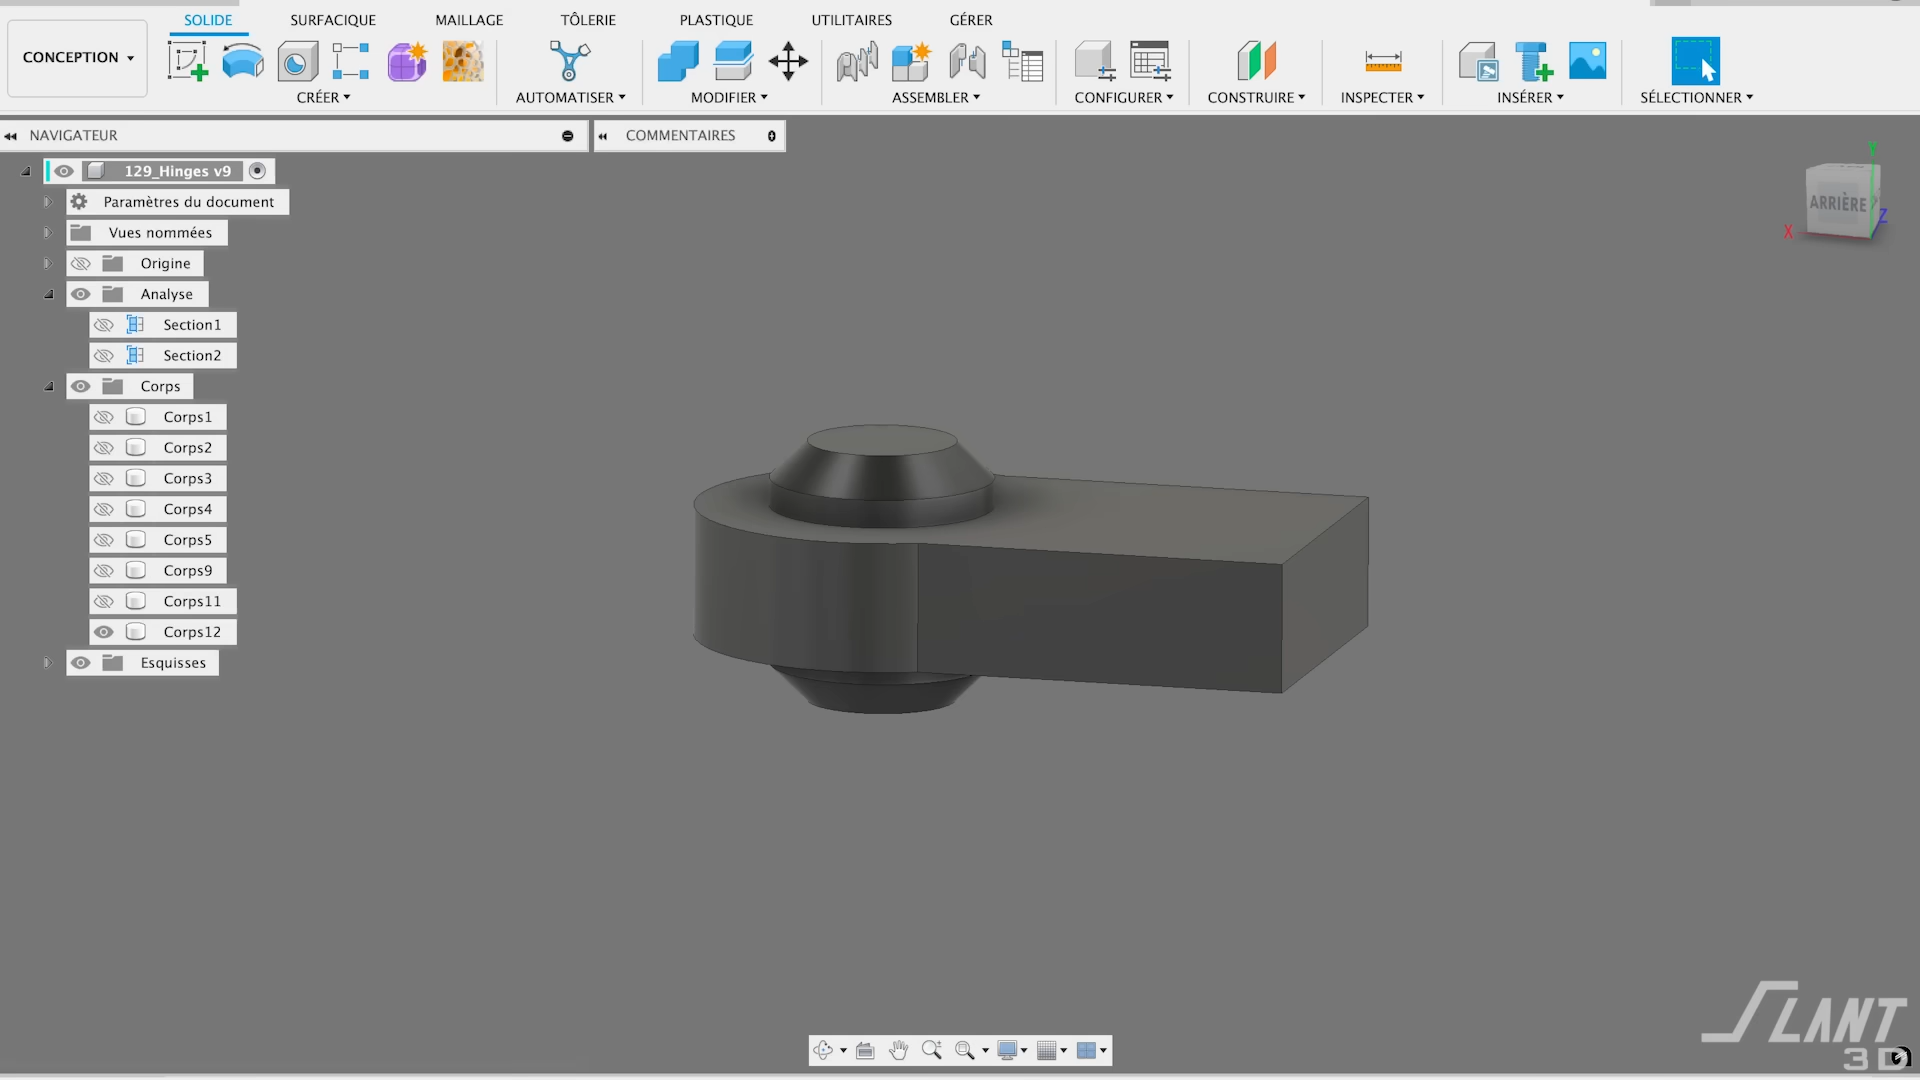 SOLIDE SURFACIQUE MAILLAGE TÔLERIE PLASTIQUE UTILITAIRES GÉRER
CONCEPTION
CRÉER AUTOMATISER MODIFIER ASSEMBLER CONFIGURER CONSTRUIRE INSPECTER INSÉRER SÉLECTIONNER
NAVIGATEUR COMMENTAIRES
129_Hinges v9
Paramètres du document
Vues nommées
Origine
Analyse
Section1
Section2
Corps
Corps1
Corps2
Corps3
Corps4
Corps5
Corps9
Corps11
Corps12
Esquisses
Y
ARRIÈRE
Z
X
SLANT
3D